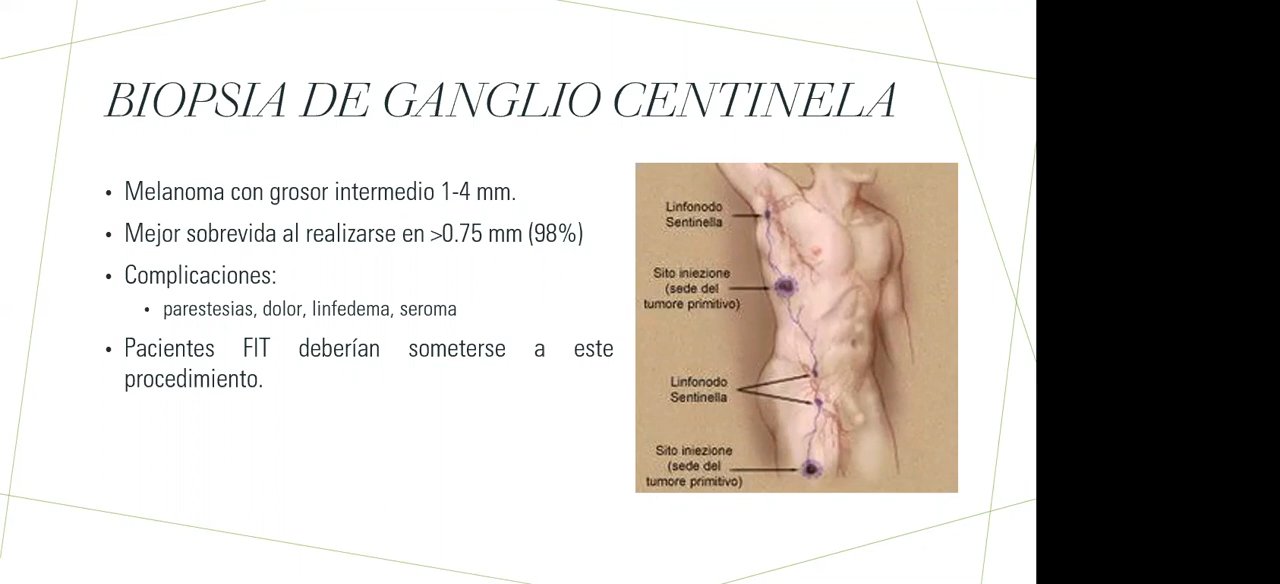 BIOPSIA DE GANGLIO CENTINELA
• Melanoma con grosor intermedio 1-4 mm.
• Mejor sobrevida al realizarse en >0.75 mm (98%)
• Complicaciones:
• parestesias, dolor, linfedema, seroma
• Pacientes FIT deberían someterse a este
procedimiento.
Linfonodo
Sentinella
Sito iniezione
(sede del
tumore primitivo)
Linfonodo
Sentinella
Sito iniezione
(sede del
tumore primitivo)